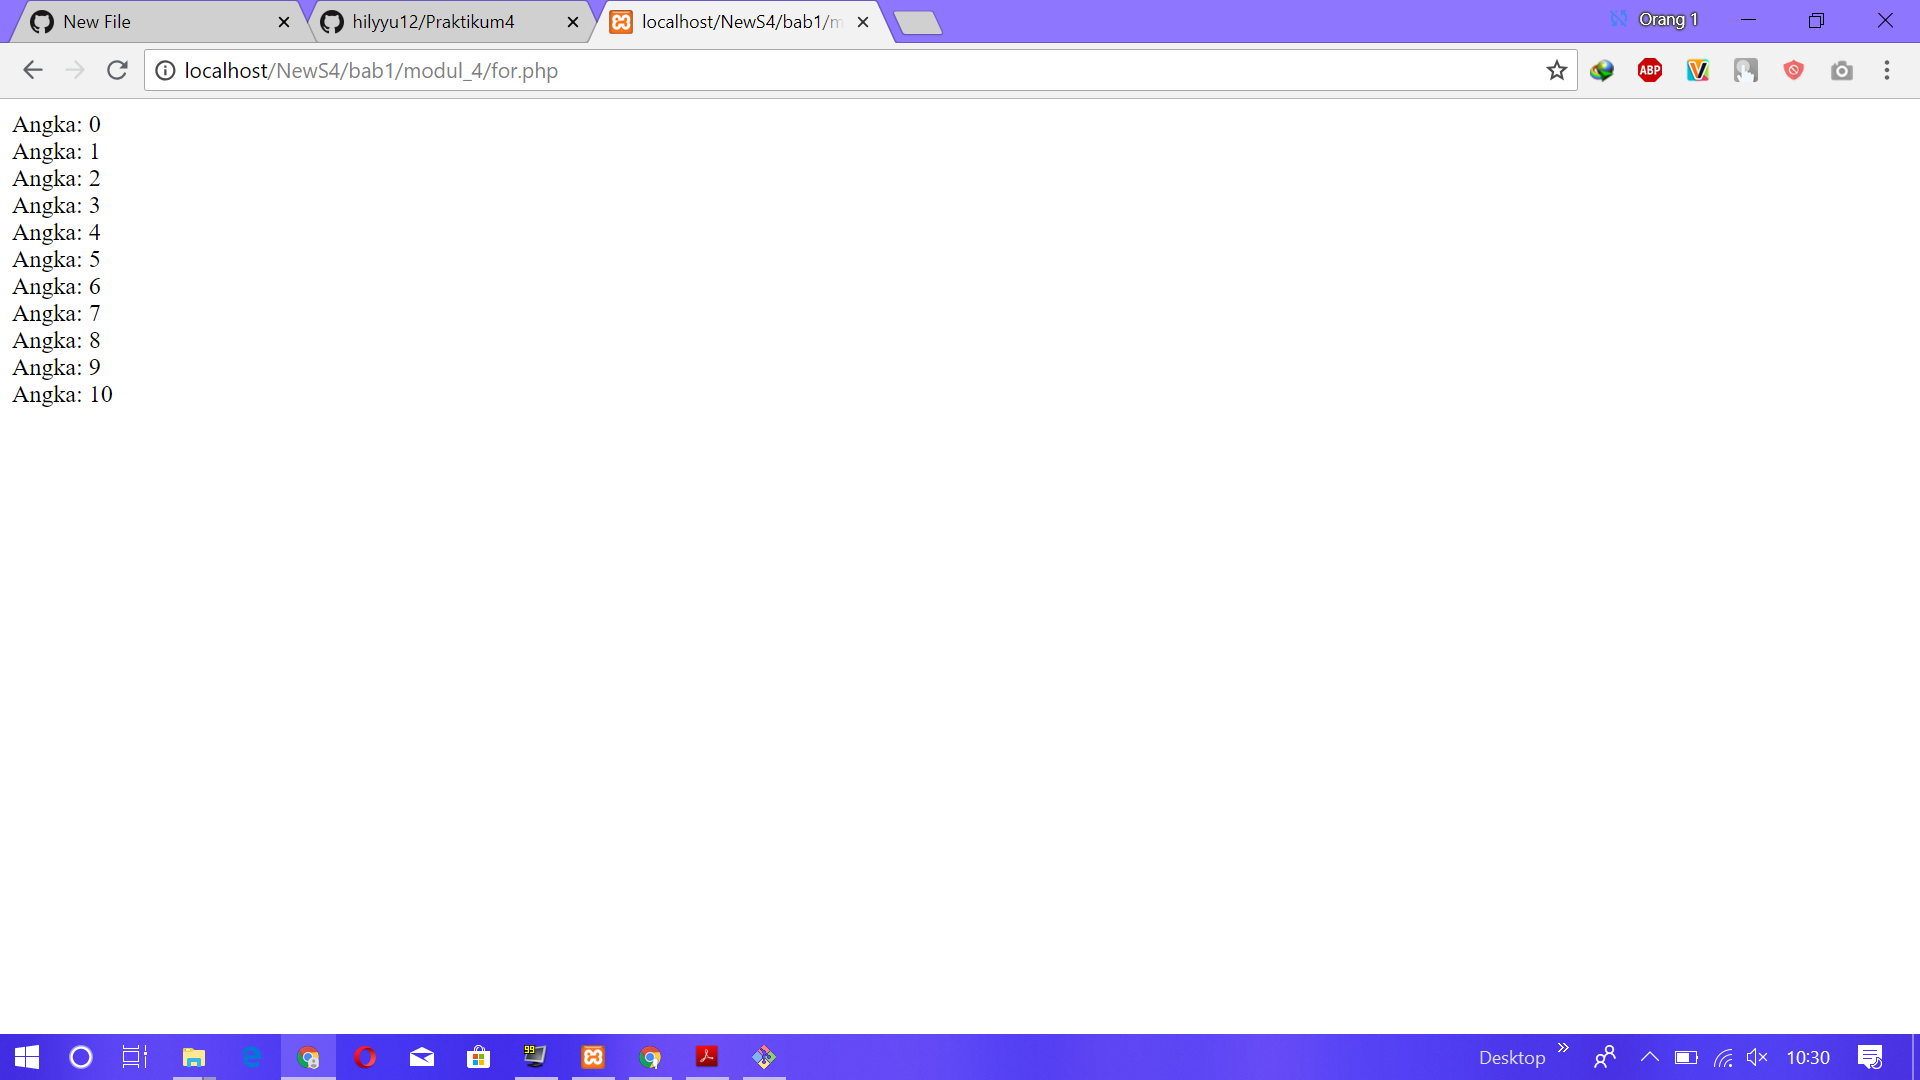 New File
hilyyu12/Praktikum4
localhost/NewS4/bab1/m
Orang 1
localhost/NewS4/bab1/modul_4/for.php
ABP
Angka: 0
Angka: 1
Angka: 2
Angka: 3
Angka: 4
Angka: 5
Angka: 6
Angka: 7
Angka: 8
Angka: 9
Angka: 10
99
Desktop
10:30